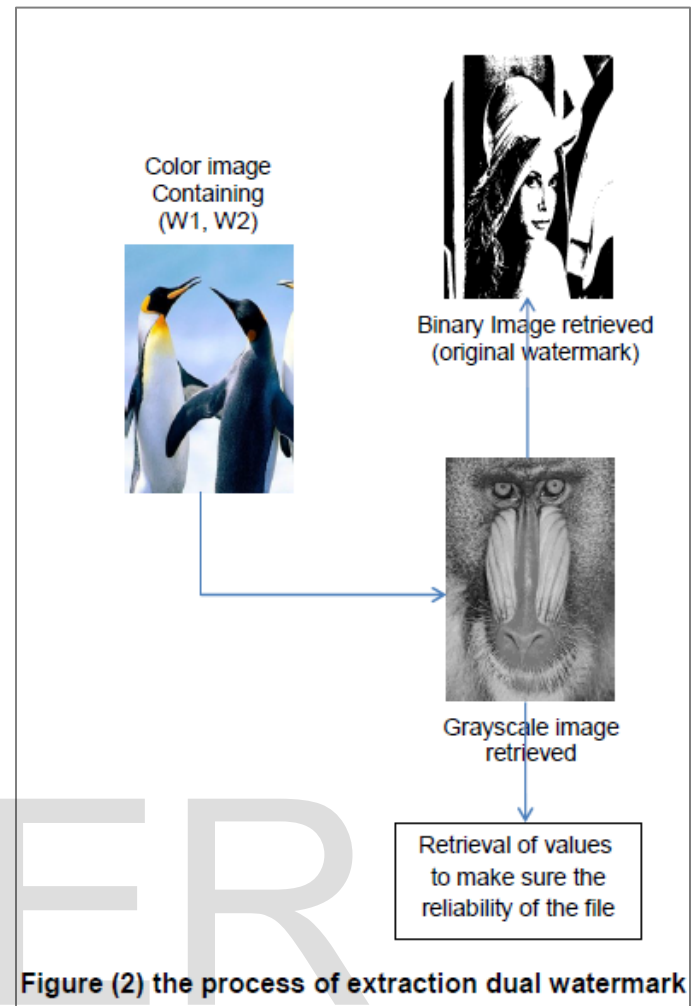 Color image
Containing
(W1, W2)
Binary Image retrieved
(original watermark)
Grayscale image
retrieved
Retrieval of values
to make sure the
reliability of the file
ER
Figure (2) the process of extraction dual watermark